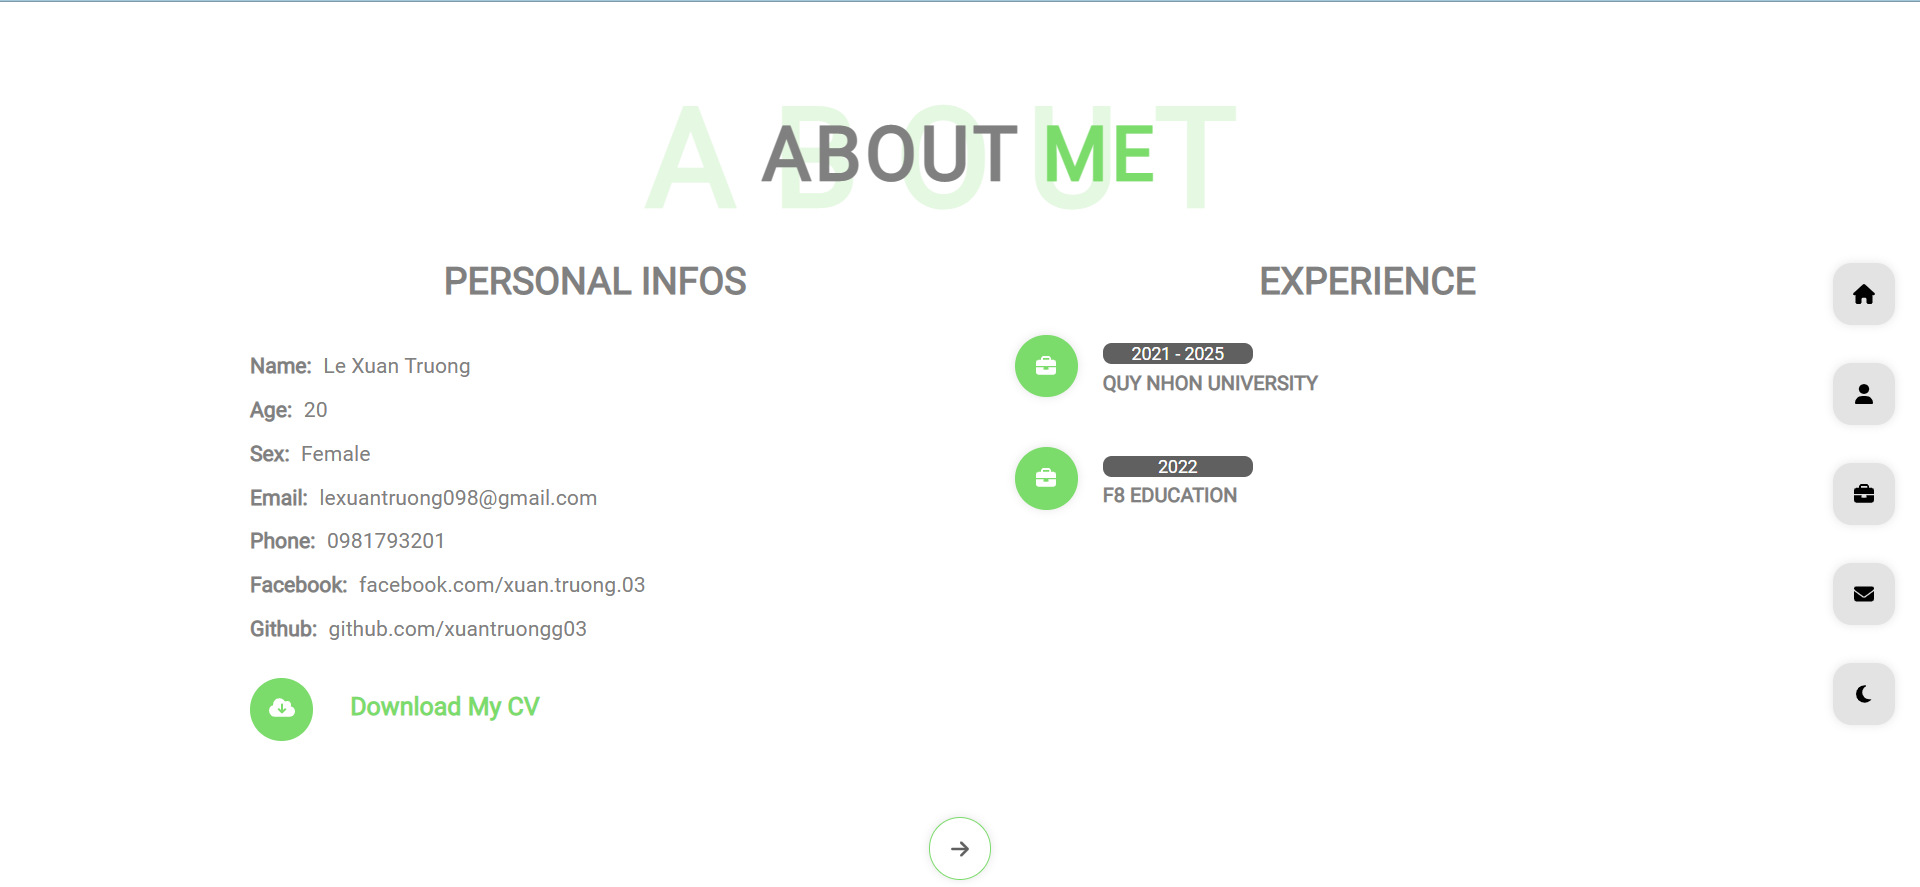 ABOUT
ABOUT ME
PERSONAL INFOS
Name: Le Xuan Truong
Age: 20
Sex: Female
Email: lexuantruong098@gmail.com
Phone: 0981793201
Facebook: facebook.com/xuan.truong.03
Github: github.com/xuantruongg03
Download My CV
EXPERIENCE
2021 - 2025
QUY NHON UNIVERSITY
2022
F8 EDUCATION